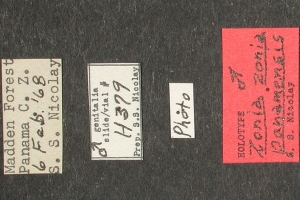 Madden Forest
Panama C. Z.
6 Feb. '68
S. S. Nicolay
♂ genitalia
slide/vial #
H379
Prep. S.S. Nicolay
Photo
HOLOTYPE ♂
Zonia zonia
panamensis
S. S. Nicolay